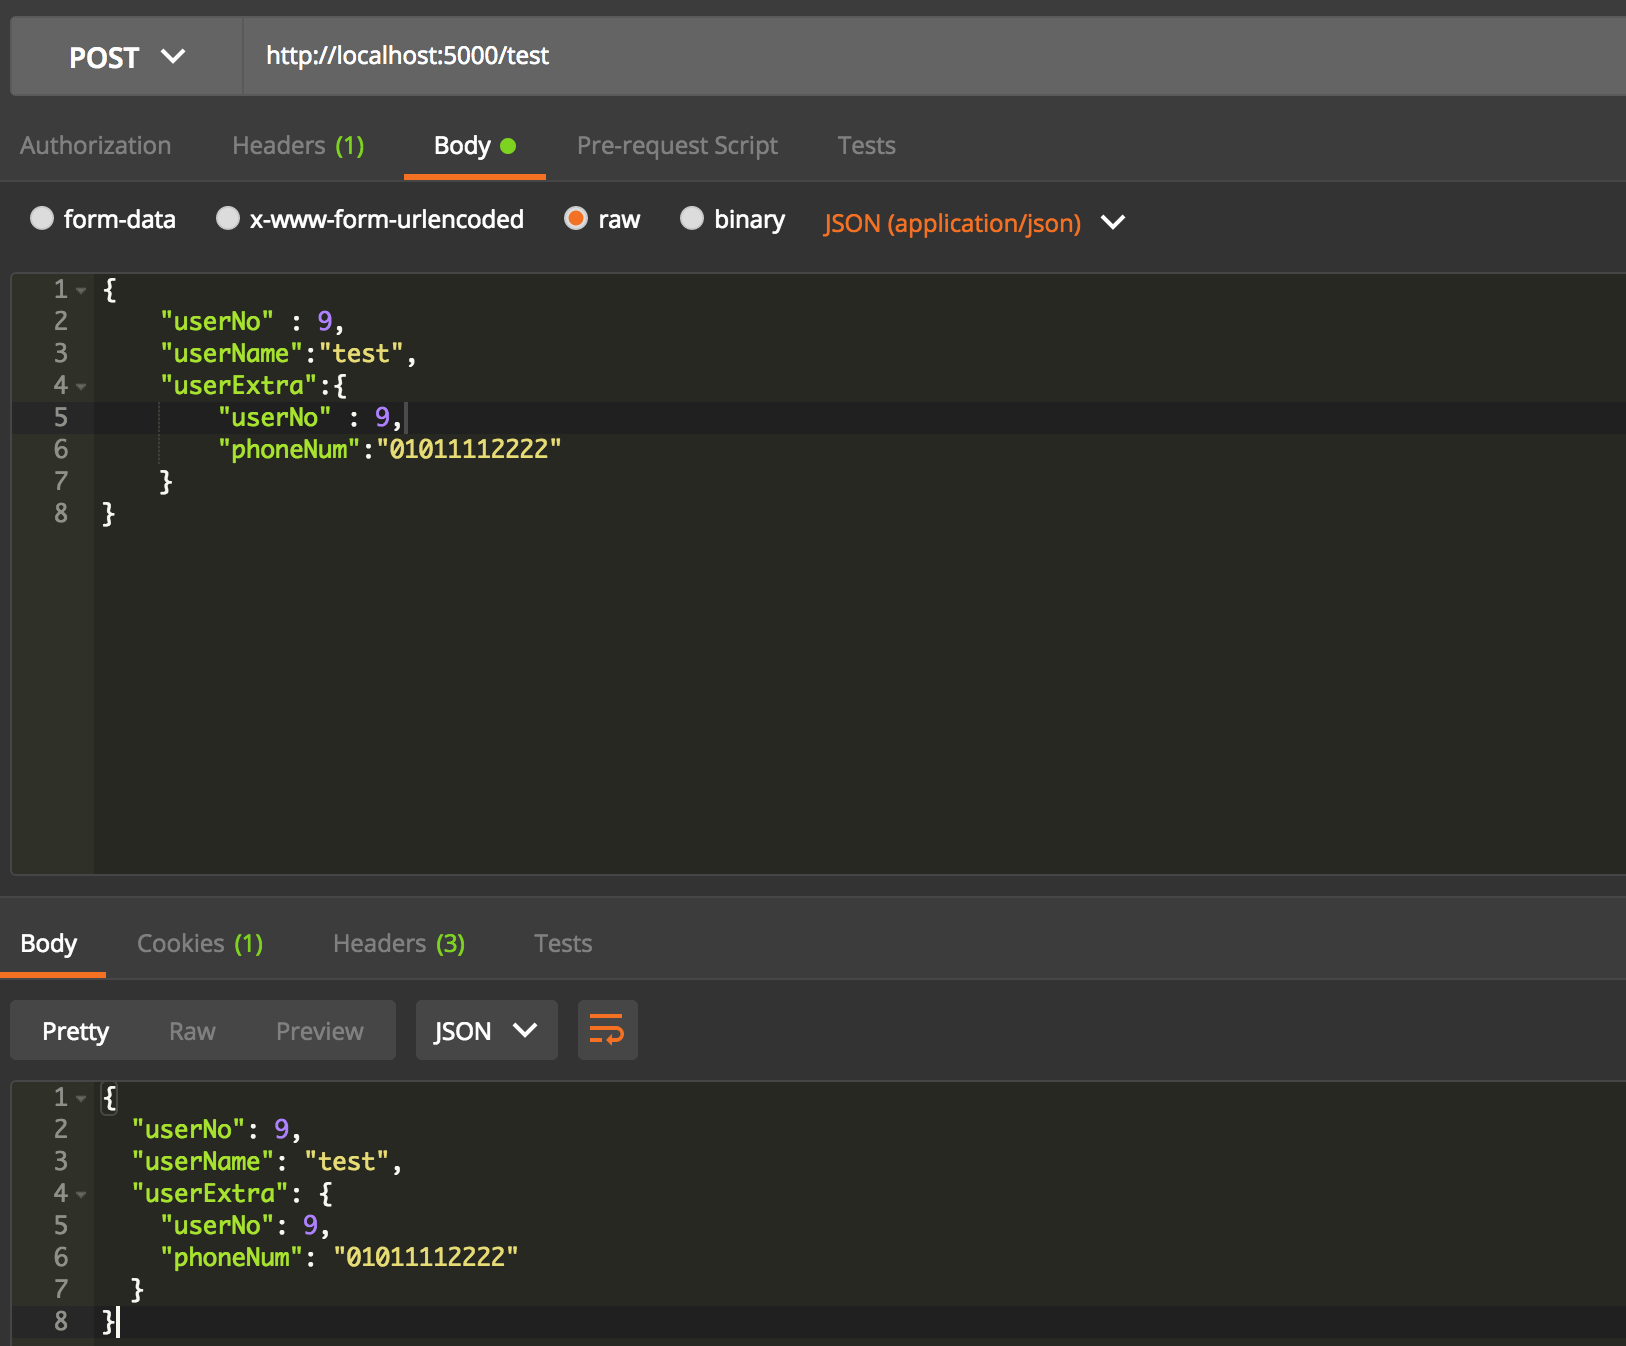 POST http://localhost:5000/test
Authorization Headers (1) Body Pre-request Script Tests
form-data x-www-form-urlencoded raw binary JSON (application/json)
1 {
2 "userNo" : 9,
3 "userName":"test",
4 "userExtra":{
5 "userNo" : 9,
6 "phoneNum":"01011112222"
7 }
8 }
Body Cookies (1) Headers (3) Tests
Pretty Raw Preview JSON
1 {
2 "userNo": 9,
3 "userName": "test",
4 "userExtra": {
5 "userNo": 9,
6 "phoneNum": "01011112222"
7 }
8 }